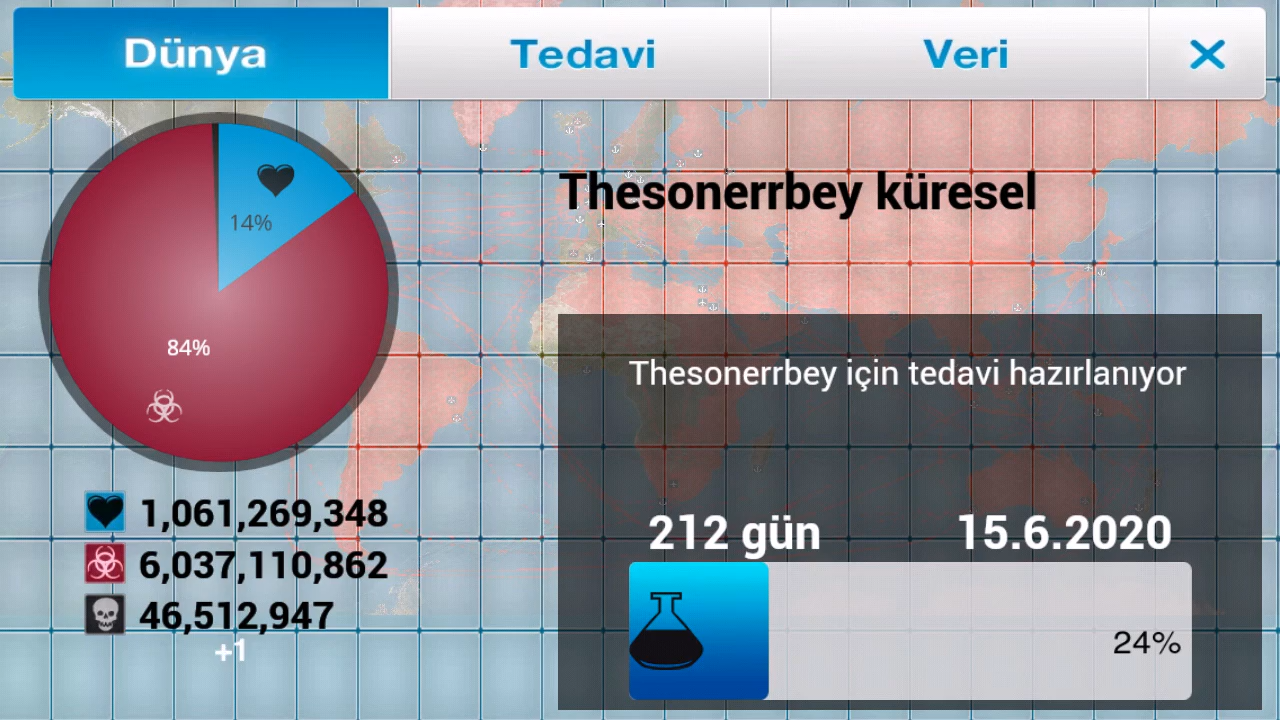 Dünya
Tedavi
Veri
X
14%
84%
Thesonerrbey küresel
Thesonerrbey için tedavi hazırlanıyor
1,061,269,348
6,037,110,862
46,512,947
+1
212 gün
15.6.2020
24%